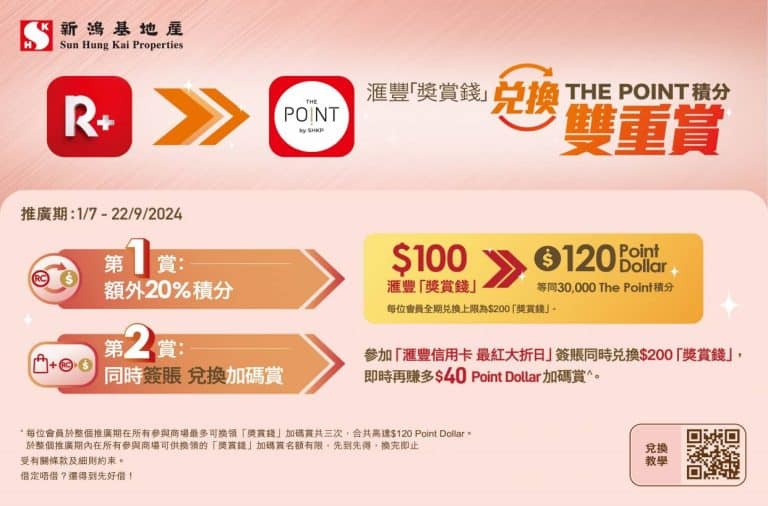 新鴻基地產
Sun Hung Kai Properties
R+
THE
PO!NT
by SHKP
滙豐「獎賞錢」兌換 THE POINT積分
雙重賞
推廣期：1/7 - 22/9/2024
第1賞：
額外20%積分
RC
$
$100
滙豐「獎賞錢」
$120 Point Dollar
等同30,000 The Point積分
每位會員全期兌換上限為$200「獎賞錢」。
第2賞：
同時簽賬 兌換加碼賞
+RC
$
參加「滙豐信用卡 最紅大折日」簽賬同時兌換$200「獎賞錢」，
即時再賺多$40 Point Dollar加碼賞^。
^每位會員於整個推廣期在所有參與商場最多可換領「獎賞錢」加碼賞共三次，合共高達$120 Point Dollar。
於整個推廣期內在所有參與商場可供換領的「獎賞錢」加碼賞名額有限，先到先得，換完即止
受有關條款及細則約束。
借定唔借？還得到先好借！
兌換
教學